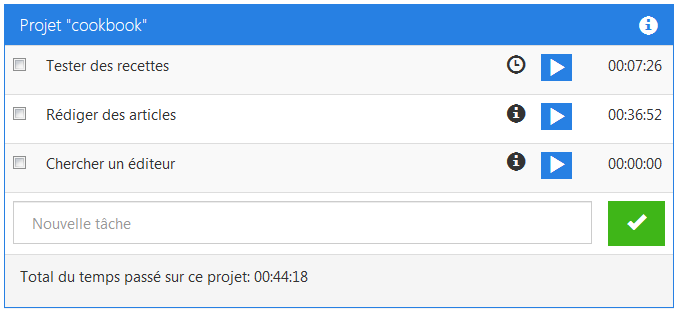 Projet "cookbook"
Tester des recettes 00:07:26
Rédiger des articles 00:36:52
Chercher un éditeur 00:00:00
Nouvelle tâche
Total du temps passé sur ce projet: 00:44:18